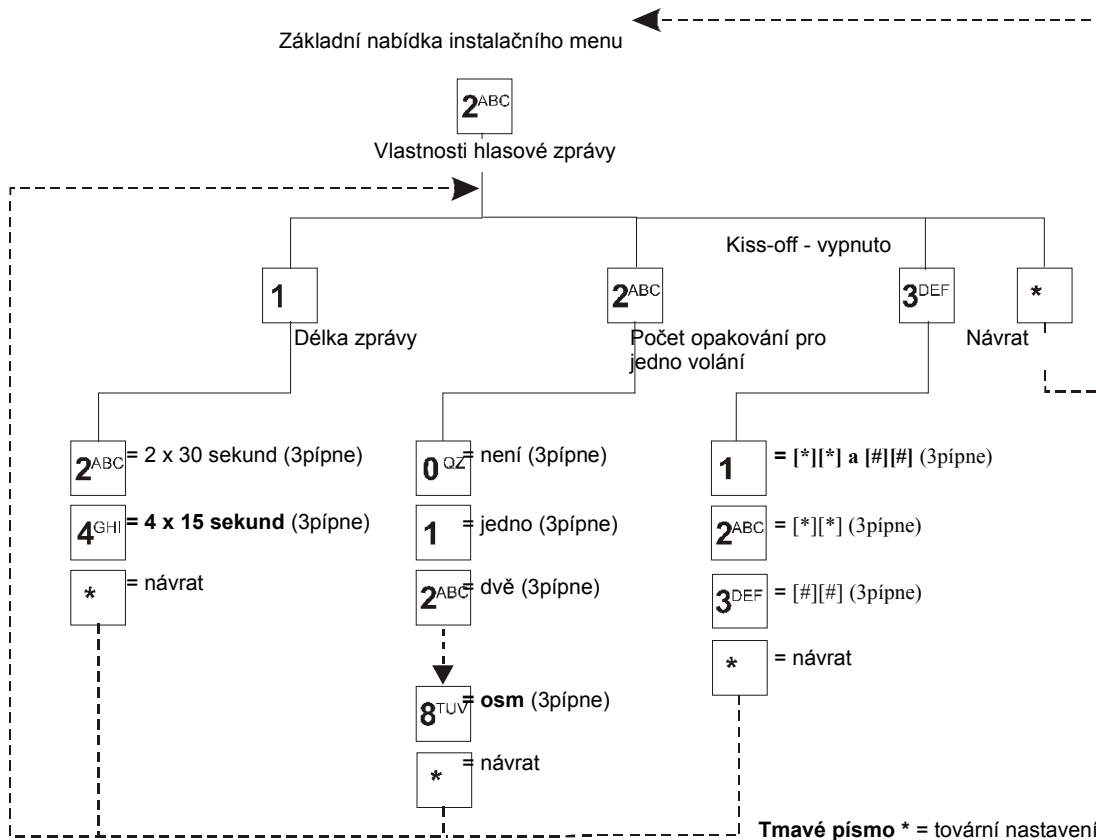 Základní nabídka instalačního menu
2ABC
Vlastnosti hlasové zprávy
Kiss-off - vypnuto
1
2ABC
3DEF
*
Délka zprávy
Počet opakování pro
jedno volání
Návrat
2ABC = 2 x 30 sekund (3pípne)
4GHI = 4 x 15 sekund (3pípne)
* = návrat
0QZ = není (3pípne)
1 = jedno (3pípne)
2ABC = dvě (3pípne)
8TUV = osm (3pípne)
* = návrat
1 = [*][*] a [#][#] (3pípne)
2ABC = [*][*] (3pípne)
3DEF = [#][#] (3pípne)
* = návrat
Tmavé písmo * = tovární nastavení